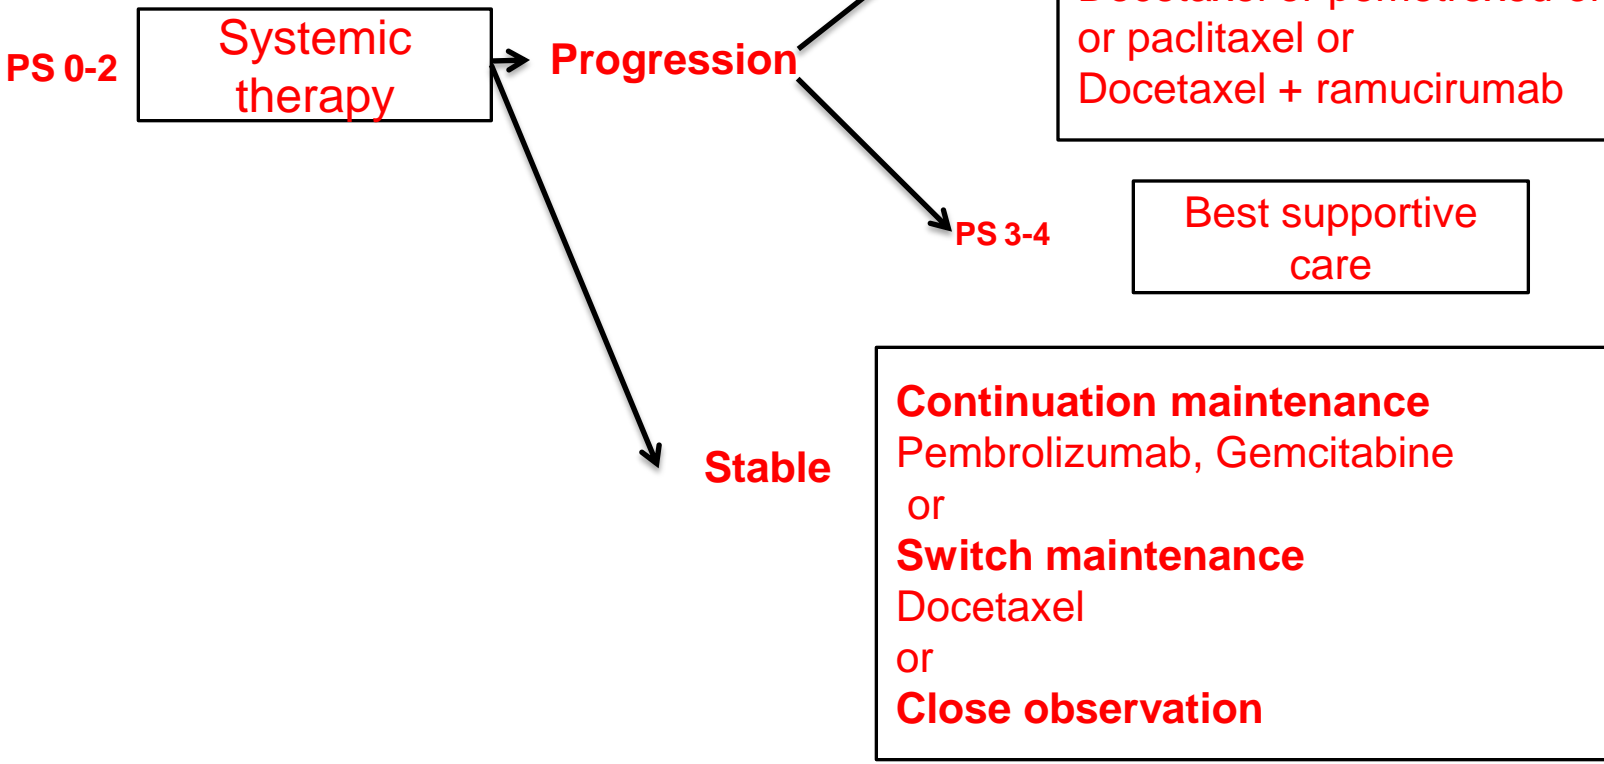 PS 0-2
Systemic
therapy
Progression
or paclitaxel or
Docetaxel + ramucirumab
PS 3-4
Best supportive
care
Stable
Continuation maintenance
Pembrolizumab, Gemcitabine
or
Switch maintenance
Docetaxel
or
Close observation